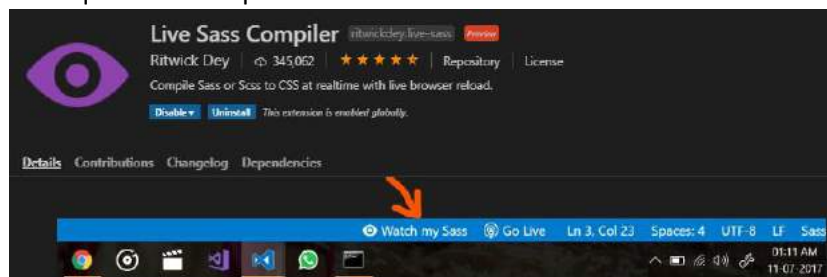 Live Sass Compiler ritwickdey.live-sass Preview
Ritwick Dey 345,062 Repository License
Compile Sass or Scss to CSS at realtime with live browser reload.
Disable Uninstall This extension is enabled globally.
Details Contributions Changelog Dependencies
Watch my Sass Go Live Ln 3, Col 23 Spaces: 4 UTF-8 LF Sass
01:11 AM
11-07-2017